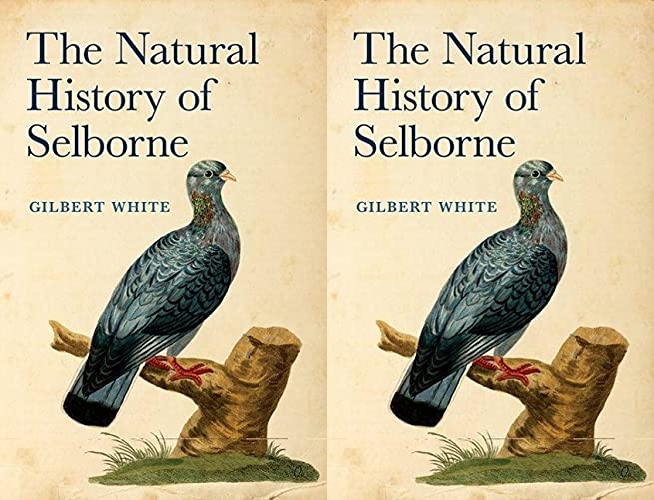 The Natural
History of
Selborne
GILBERT WHITE
The Natural
History of
Selborne
GILBERT WHITE